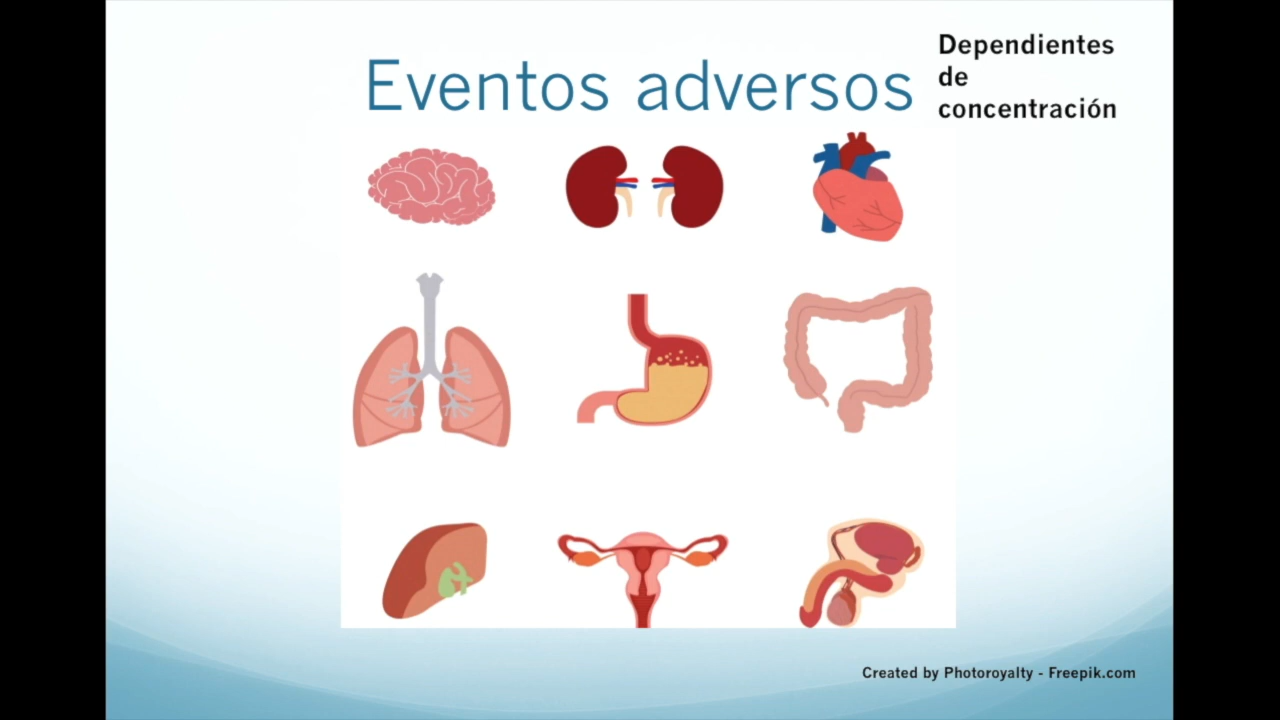 Eventos adversos
Dependientes
de
concentración
Created by Photoroyalty - Freepik.com